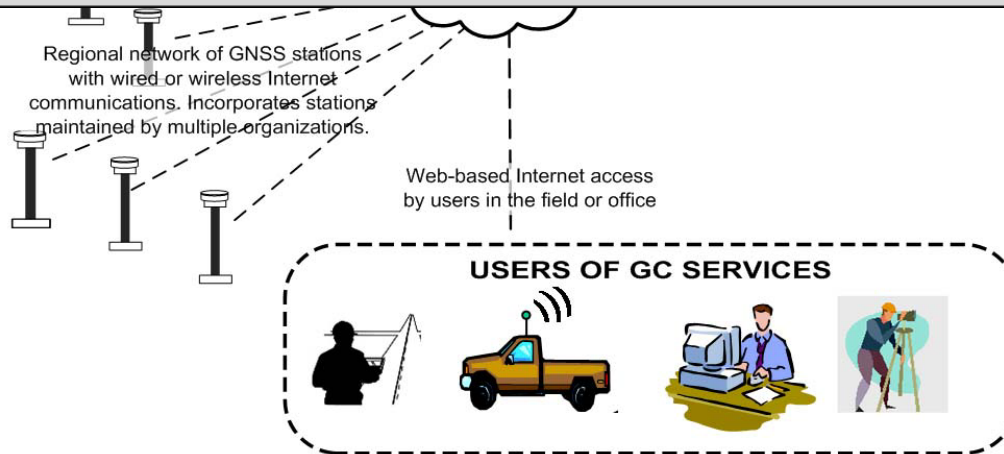 Regional network of GNSS stations
with wired or wireless Internet
communications. Incorporates stations
maintained by multiple organizations.
Web-based Internet access
by users in the field or office
USERS OF GC SERVICES